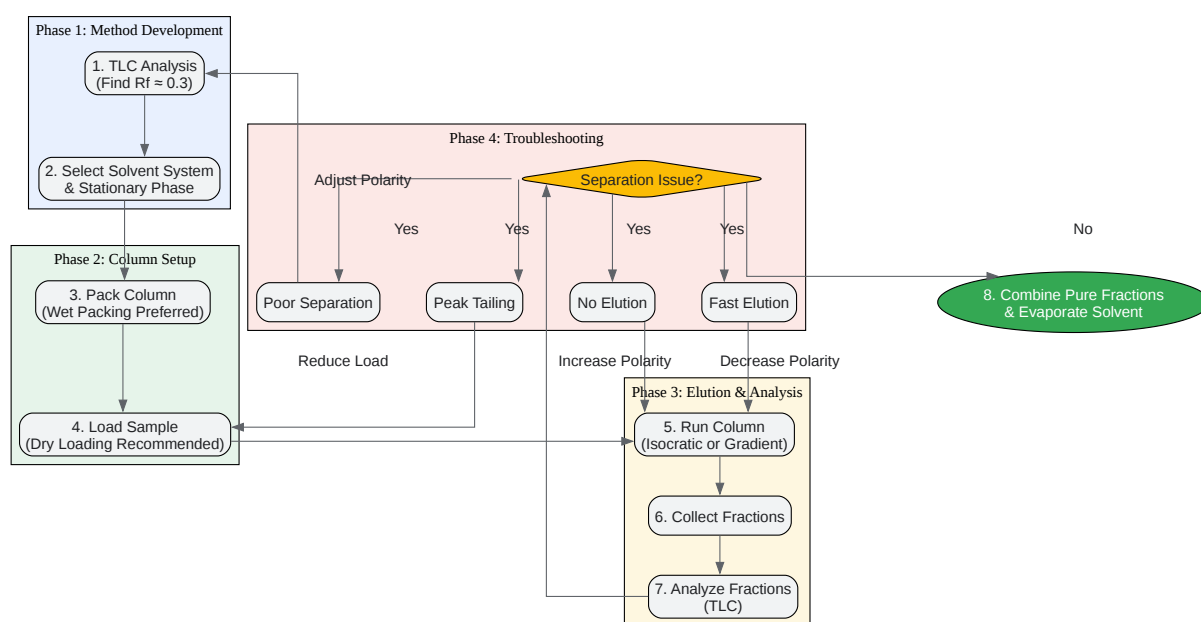 Phase 1: Method Development
1. TLC Analysis
(Find Rf ≈ 0.3)
2. Select Solvent System
& Stationary Phase
Phase 4: Troubleshooting
Adjust Polarity
Separation Issue?
Yes
Yes
Yes
Yes
No
Poor Separation
Peak Tailing
No Elution
Fast Elution
8. Combine Pure Fractions
& Evaporate Solvent
Phase 2: Column Setup
3. Pack Column
(Wet Packing Preferred)
4. Load Sample
(Dry Loading Recommended)
Reduce Load
Increase Polarity
Decrease Polarity
Phase 3: Elution & Analysis
5. Run Column
(Isocratic or Gradient)
6. Collect Fractions
7. Analyze Fractions
(TLC)